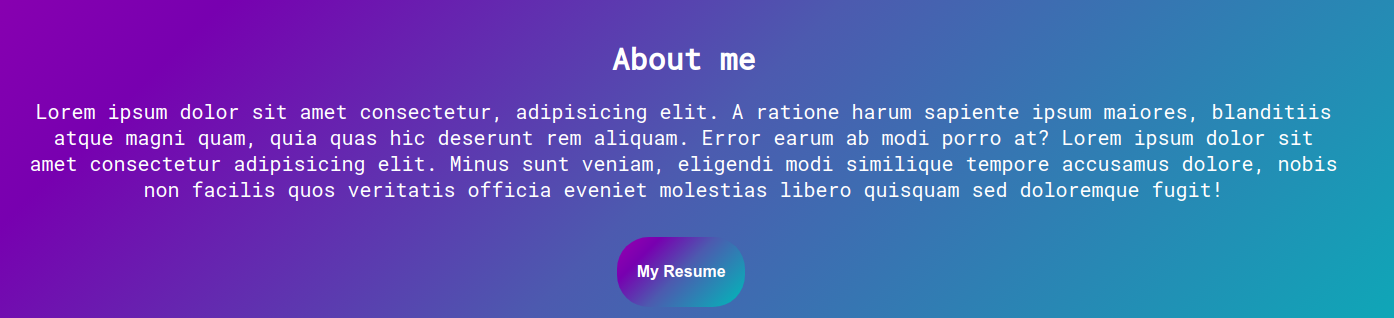 About me
Lorem ipsum dolor sit amet consectetur, adipisicing elit. A ratione harum sapiente ipsum maiores, blanditiis
atque magni quam, quia quas hic deserunt rem aliquam. Error earum ab modi porro at? Lorem ipsum dolor sit
amet consectetur adipisicing elit. Minus sunt veniam, eligendi modi similique tempore accusamus dolore, nobis
non facilis quos veritatis officia eveniet molestias libero quisquam sed doloremque fugit!
My Resume